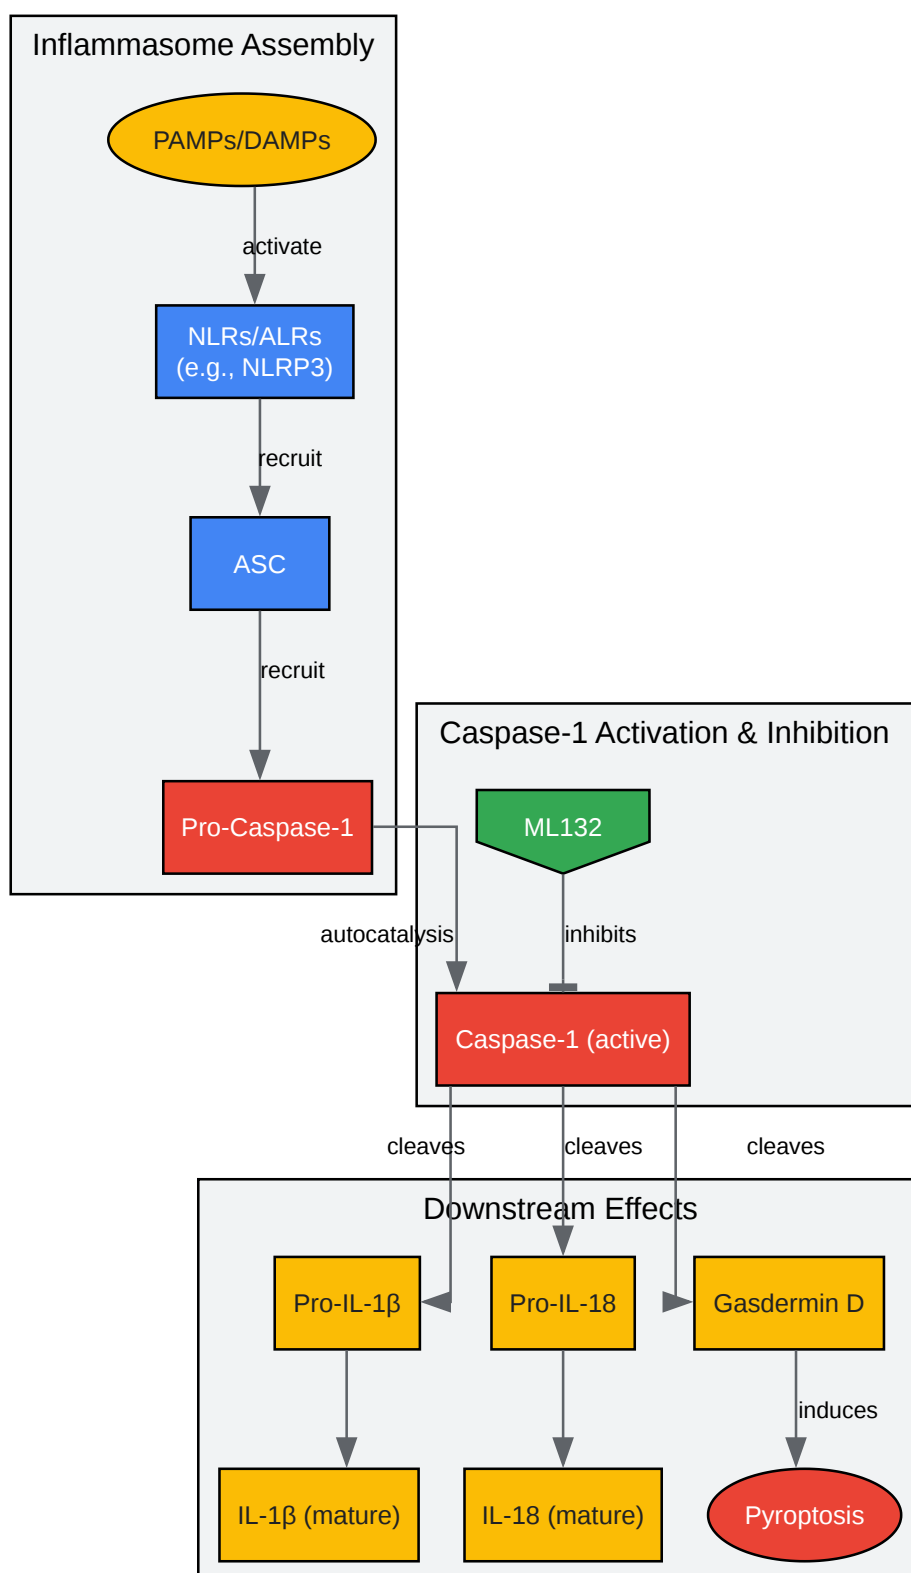 Inflammasome Assembly
PAMPs/DAMPs
activate
NLRs/ALRs
(e.g., NLRP3)
recruit
ASC
recruit
Pro-Caspase-1
Caspase-1 Activation & Inhibition
ML132
autocatalysis
inhibits
Caspase-1 (active)
cleaves
cleaves
cleaves
Downstream Effects
Pro-IL-1β
Pro-IL-18
Gasdermin D
induces
IL-1β (mature)
IL-18 (mature)
Pyroptosis